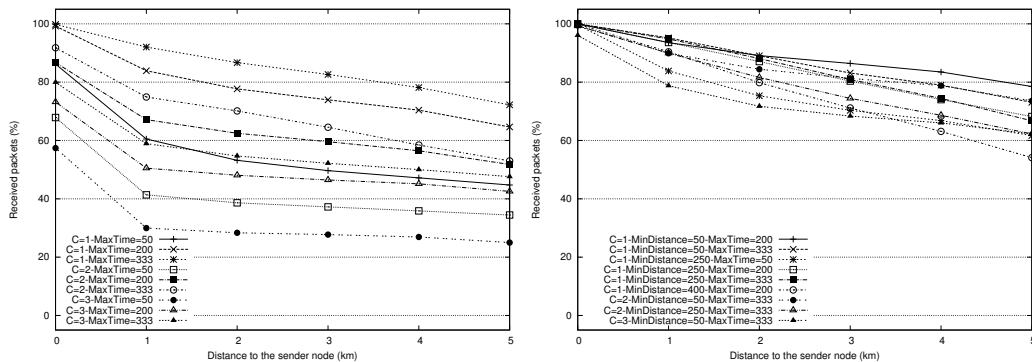 100
80
60
40
20
0
Received packets (%)
C=1-MaxTime=50
C=1-MaxTime=200
C=1-MaxTime=333
C=2-MaxTime=50
C=2-MaxTime=200
C=2-MaxTime=333
C=3-MaxTime=50
C=3-MaxTime=200
C=3-MaxTime=333
0 1 2 3 4 5
Distance to the sender node (km)
100
80
60
40
20
0
Received packets (%)
C=1-MinDistance=50-MaxTime=200
C=1-MinDistance=50-MaxTime=333
C=1-MinDistance=250-MaxTime=50
C=1-MinDistance=250-MaxTime=200
C=1-MinDistance=250-MaxTime=333
C=1-MinDistance=400-MaxTime=200
C=2-MinDistance=50-MaxTime=333
C=2-MinDistance=250-MaxTime=333
C=3-MinDistance=50-MaxTime=333
0 1 2 3 4 5
Distance to the sender node (km)